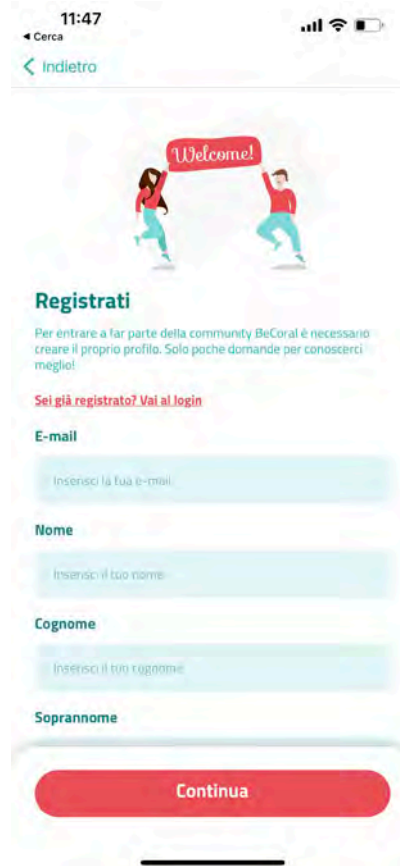 11:47
◀ Cerca
Indietro
Welcome!
Registrati
Per entrare a far parte della community BeCoral è necessario
creare il proprio profilo. Solo poche domande per conoscerci
meglio!
Sei già registrato? Vai al login
E-mail
Inserisci la tua e-mail
Nome
Inserisci il tuo nome
Cognome
Inserisci il tuo cognome
Soprannome
Continua